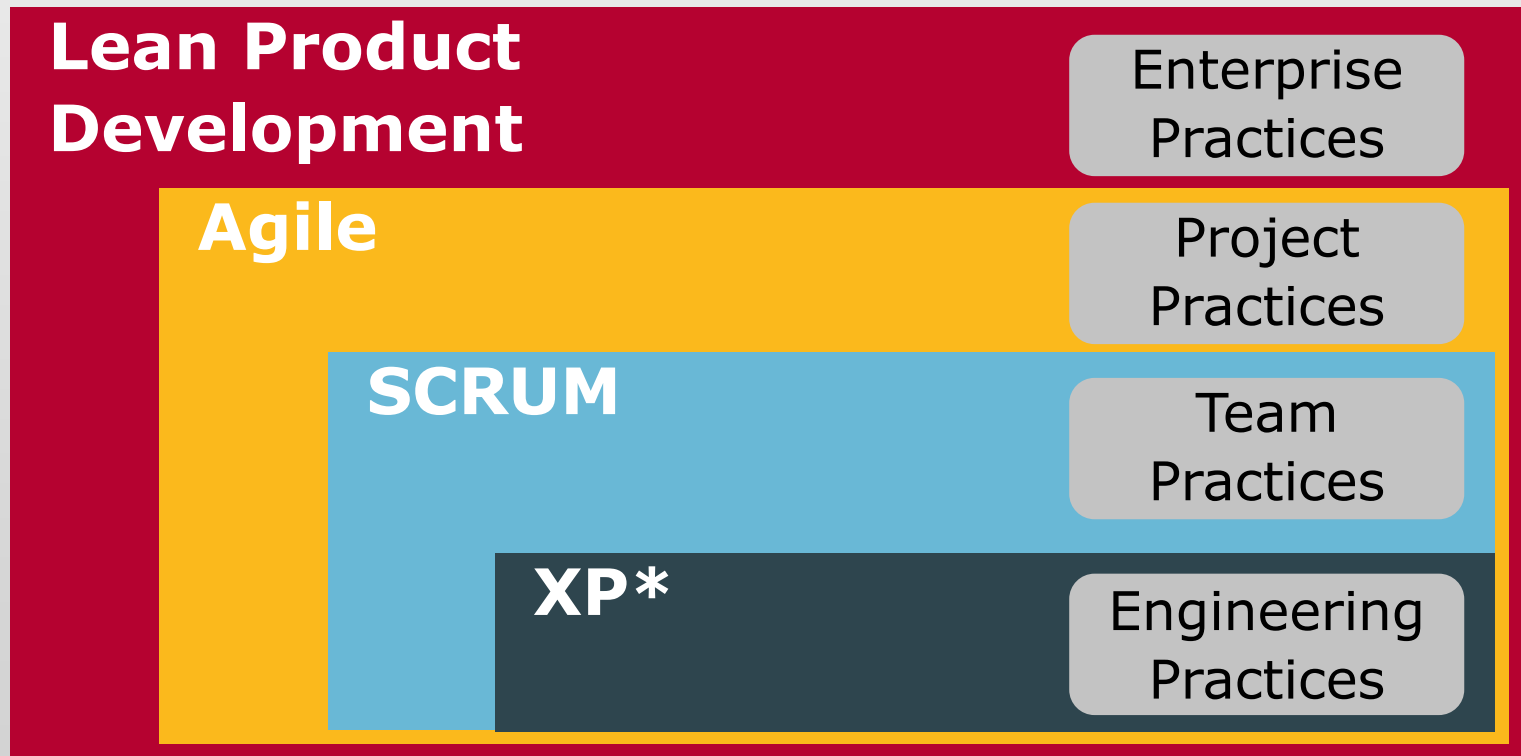 Lean Product
Development
Enterprise
Practices
Agile
Project
Practices
SCRUM
Team
Practices
XP*
Engineering
Practices